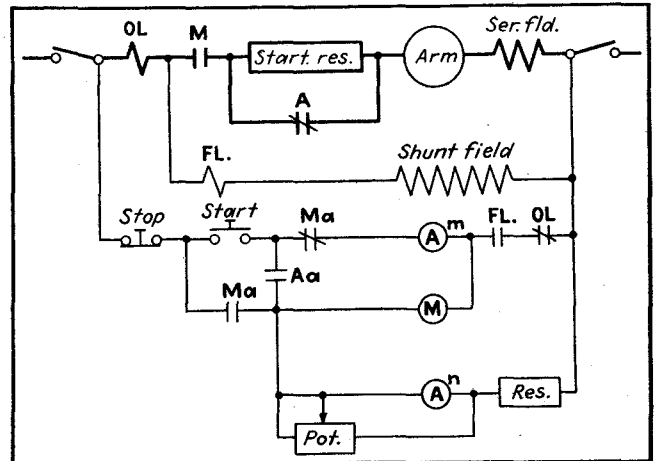 OL
M
Start. res.
Arm
Ser. fld.
A
FL.
Shunt field
Stop
Start
Ma
A m
FL.
OL
Aa
Ma
M
A n
Res.
Pot.